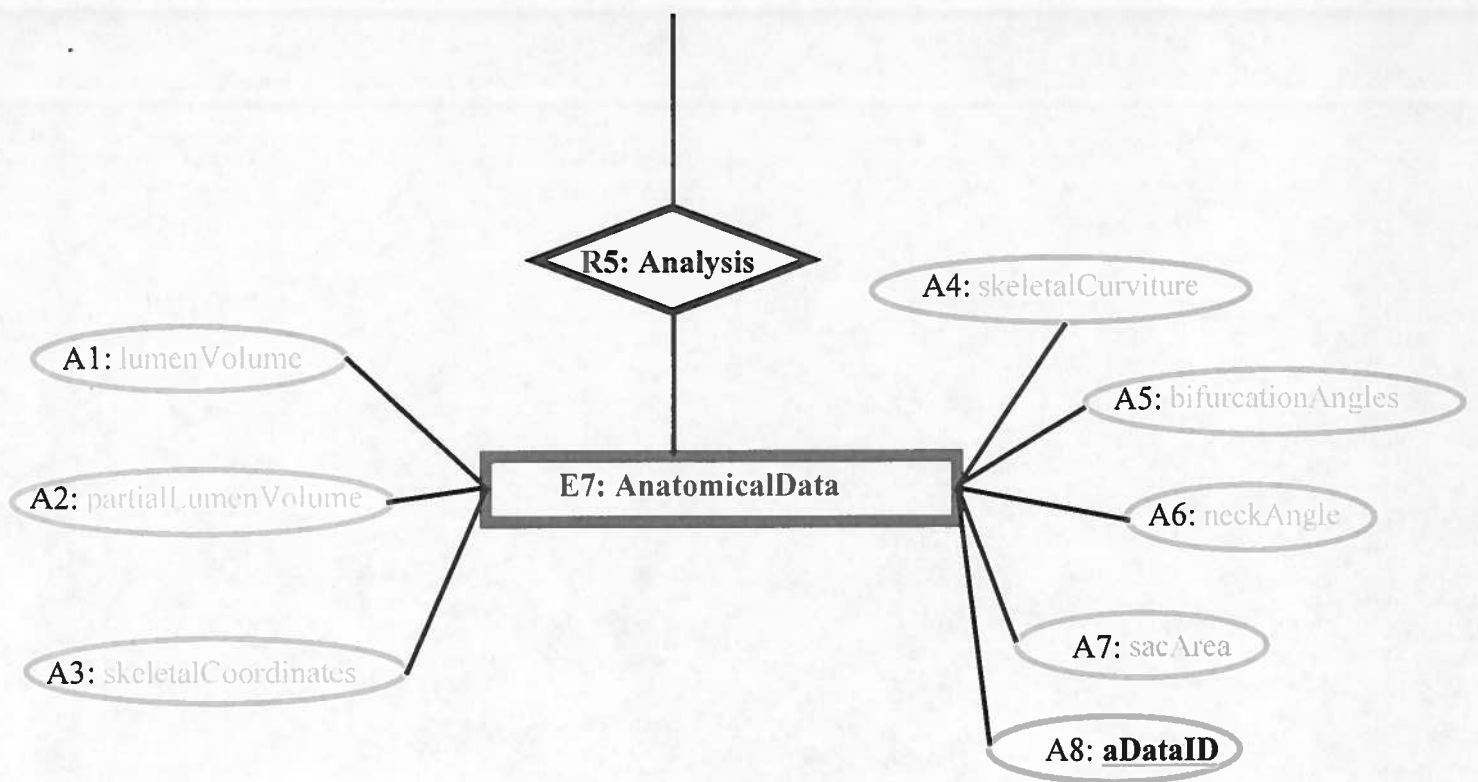 R5: Analysis
A4: skeletalCurviture
A1: lumenVolume
A5: bifurcationAngles
A2: partialLumenVolume
E7: AnatomicalData
A6: neckAngle
A3: skeletalCoordinates
A7: sacArea
A8: aDataID